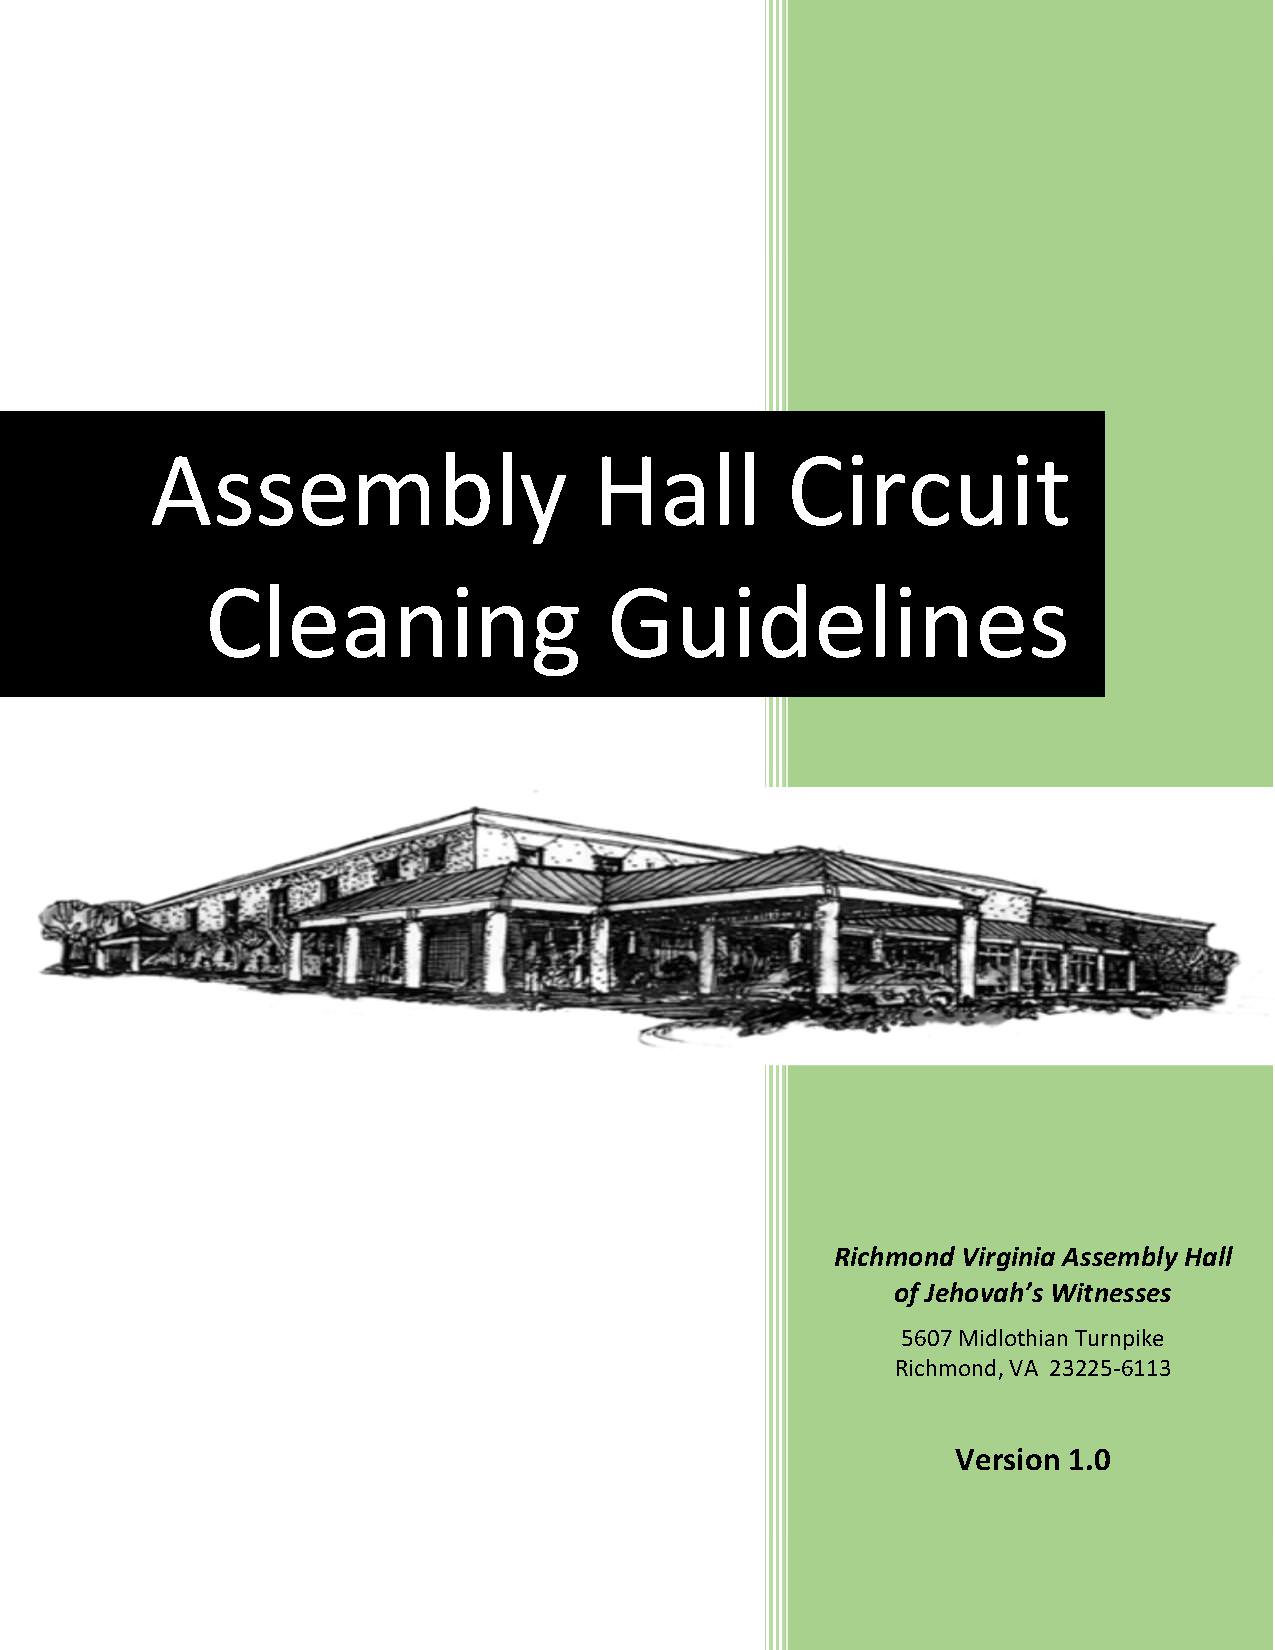 Assembly Hall Circuit
Cleaning Guidelines
Richmond Virginia Assembly Hall
of Jehovah’s Witnesses
5607 Midlothian Turnpike
Richmond, VA  23225-6113
Version 1.0